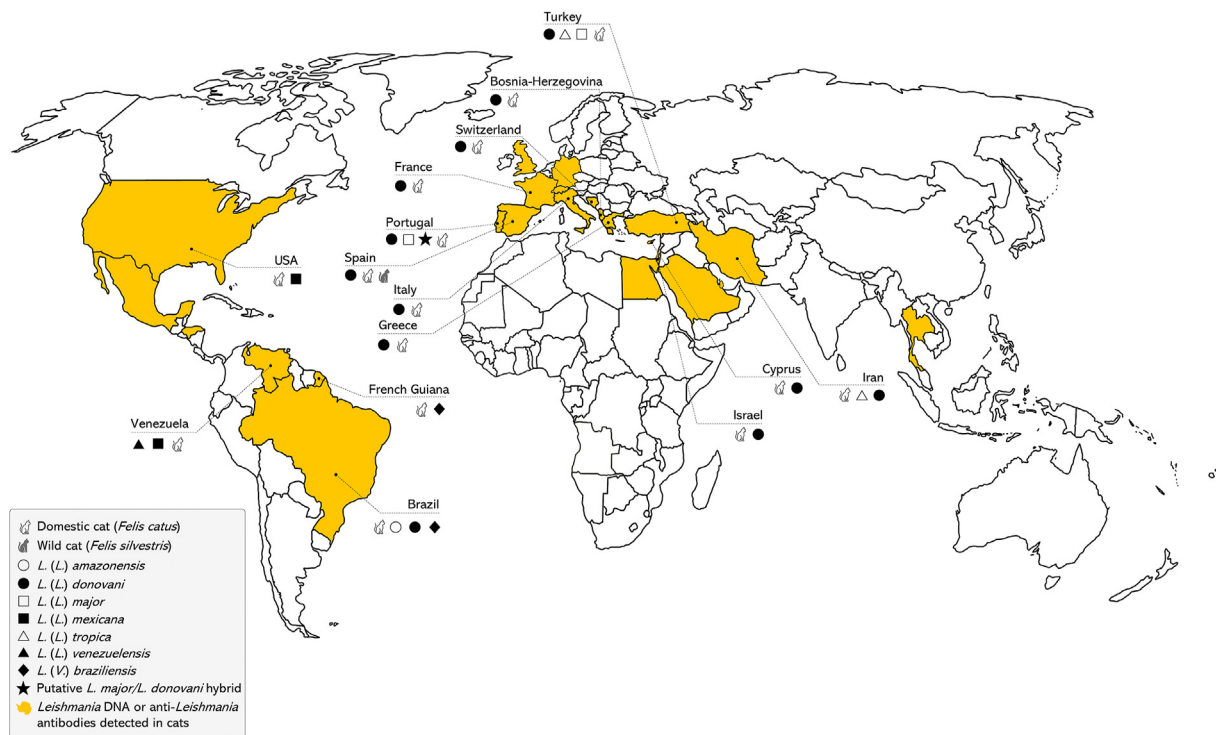 Turkey
Bosnia-Herzegovina
Switzerland
France
Portugal
USA
Spain
Italy
Greece
Cyprus
Iran
French Guiana
Israel
Venezuela
Brazil
Domestic cat (Felis catus)
Wild cat (Felis silvestris)
L. (L.) amazonensis
L. (L.) donovani
L. (L.) major
L. (L.) mexicana
L. (L.) tropica
L. (L.) venezuelensis
L. (V.) braziliensis
Putative L. major/L. donovani hybrid
Leishmania DNA or anti-Leishmania
antibodies detected in cats